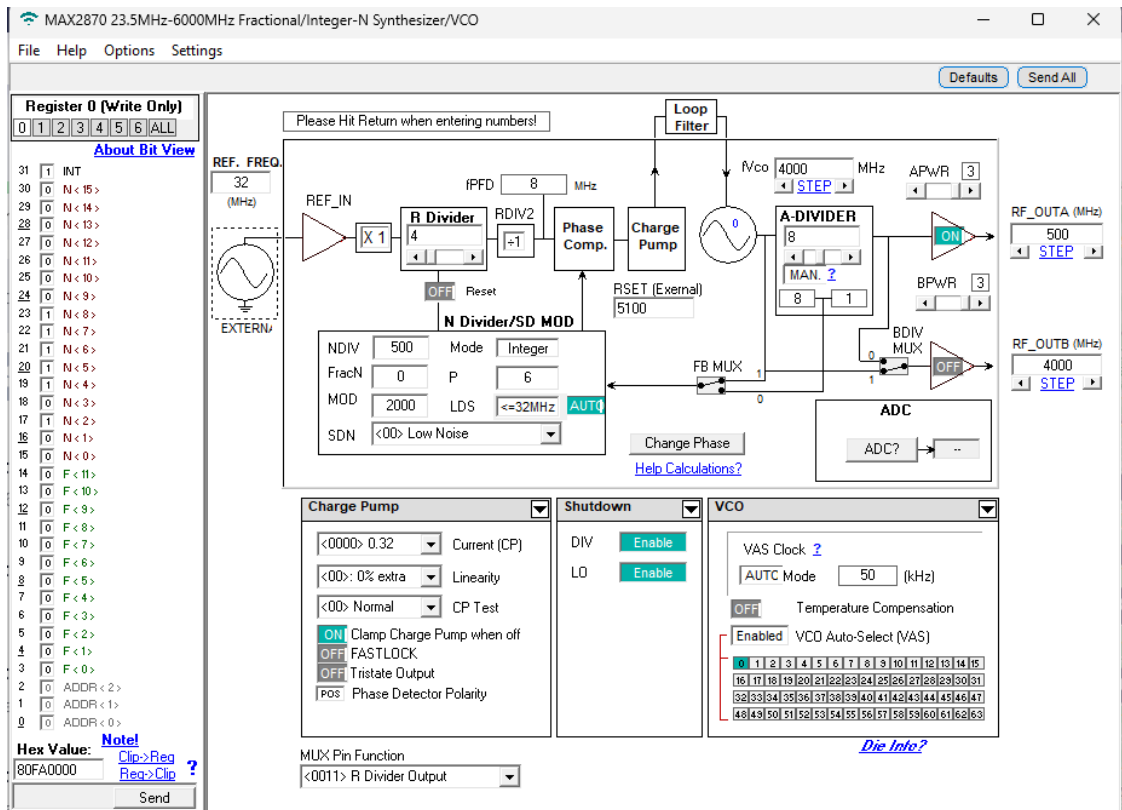 MAX2870 23.5MHz-6000MHz Fractional/Integer-N Synthesizer/VCO
File Help Options Settings
Defaults Send All
Register 0 (Write Only)
0 1 2 3 4 5 6 ALL
About Bit View
31 1 INT
30 0 N<15>
29 0 N<14>
28 0 N<13>
27 0 N<12>
26 0 N<11>
25 0 N<10>
24 0 N<9>
23 1 N<8>
22 1 N<7>
21 1 N<6>
20 1 N<5>
19 1 N<4>
18 0 N<3>
17 1 N<2>
16 0 N<1>
15 0 N<0>
14 0 F<11>
13 0 F<10>
12 0 F<9>
11 0 F<8>
10 0 F<7>
9 0 F<6>
8 0 F<5>
7 0 F<4>
6 0 F<3>
5 0 F<2>
4 0 F<1>
3 0 F<0>
2 0 ADDR<2>
1 0 ADDR<1>
0 0 ADDR<0>
Note!
Hex Value:
Clip->Reg
80FA0000
Reg->Clip
?
Send
Please Hit Return when entering numbers!
Loop
Filter
REF. FREQ.
32
(MHz)
EXTERNA
REF_IN
X 1
fPFD 8 MHz
R Divider
4
RDIV2
÷1
OFF Reset
Phase
Comp.
Charge
Pump
RSET (Exernal)
5100
fVco 4000 MHz
STEP
0
A-DIVIDER
8
MAN. ?
8 1
APWR 3
ON
RF_OUTA (MHz)
500
STEP
BPWR 3
BDIV
MUX
0
1
OFF
RF_OUTB (MHz)
4000
STEP
FB MUX
1
0
N Divider/SD MOD
NDIV 500 Mode Integer
FracN 0 P 6
MOD 2000 LDS <=32MHz AUTO
SDN <00> Low Noise
Change Phase
Help Calculations?
ADC
ADC? --
Charge Pump
<0000> 0.32 Current (CP)
<00>: 0% extra Linearity
<00> Normal CP Test
ON Clamp Charge Pump when off
OFF FASTLOCK
OFF Tristate Output
POS Phase Detector Polarity
Shutdown
DIV Enable
LO Enable
VCO
VAS Clock ?
AUTO Mode 50 (kHz)
OFF Temperature Compensation
Enabled VCO Auto-Select (VAS)
0 1 2 3 4 5 6 7 8 9 10 11 12 13 14 15
16 17 18 19 20 21 22 23 24 25 26 27 28 29 30 31
32 33 34 35 36 37 38 39 40 41 42 43 44 45 46 47
48 49 50 51 52 53 54 55 56 57 58 59 60 61 62 63
Die Info?
MUX Pin Function
<0011> R Divider Output